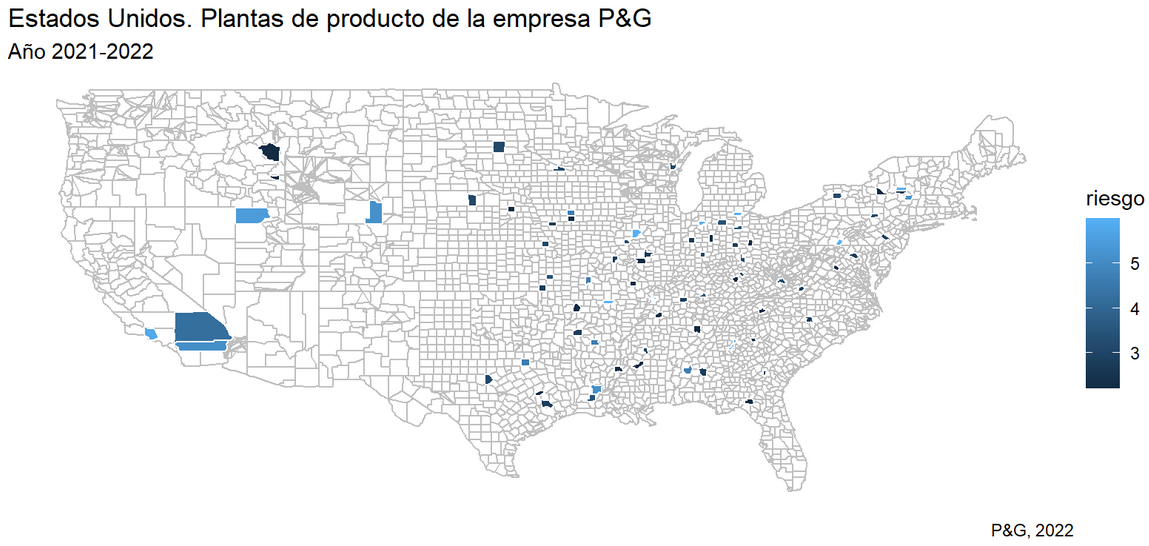 Estados Unidos. Plantas de producto de la empresa P&G
Año 2021-2022
riesgo
5
4
3
P&G, 2022